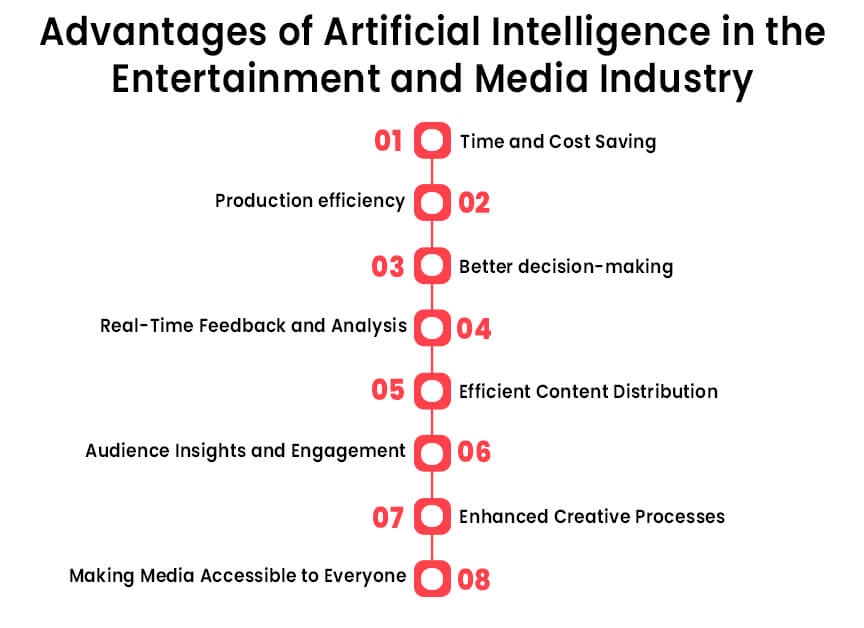 Advantages of Artificial Intelligence in the
Entertainment and Media Industry
01 Time and Cost Saving
Production efficiency 02
03 Better decision-making
Real-Time Feedback and Analysis 04
05 Efficient Content Distribution
Audience Insights and Engagement 06
07 Enhanced Creative Processes
Making Media Accessible to Everyone 08